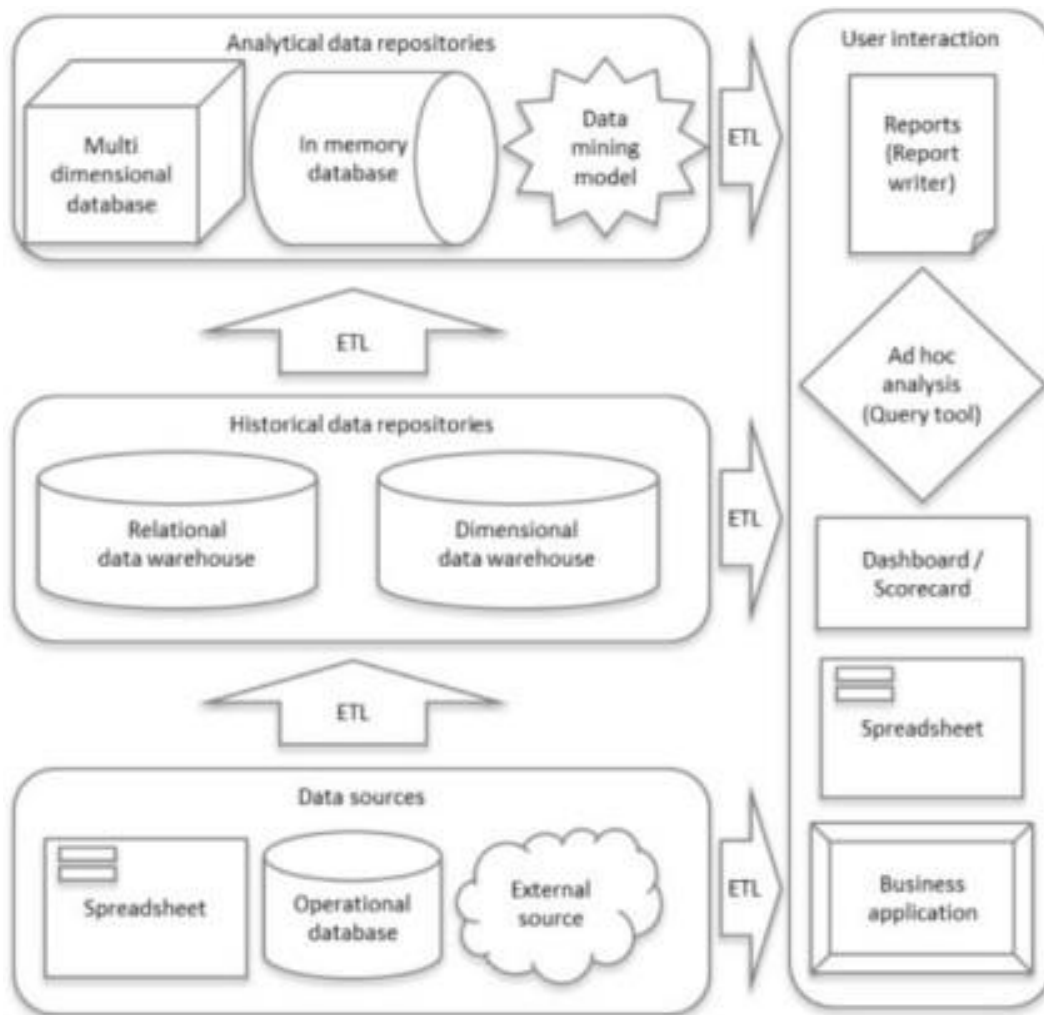 Analytical data repositories
Multi
dimensional
database
In memory
database
Data
mining
model
ETL
ETL
Historical data repositories
Relational
data warehouse
Dimensional
data warehouse
ETL
ETL
Data sources
Spreadsheet
Operational
database
External
source
ETL
User interaction
Reports
(Report
writer)
Ad hoc
analysis
(Query tool)
Dashboard /
Scorecard
Spreadsheet
Business
application